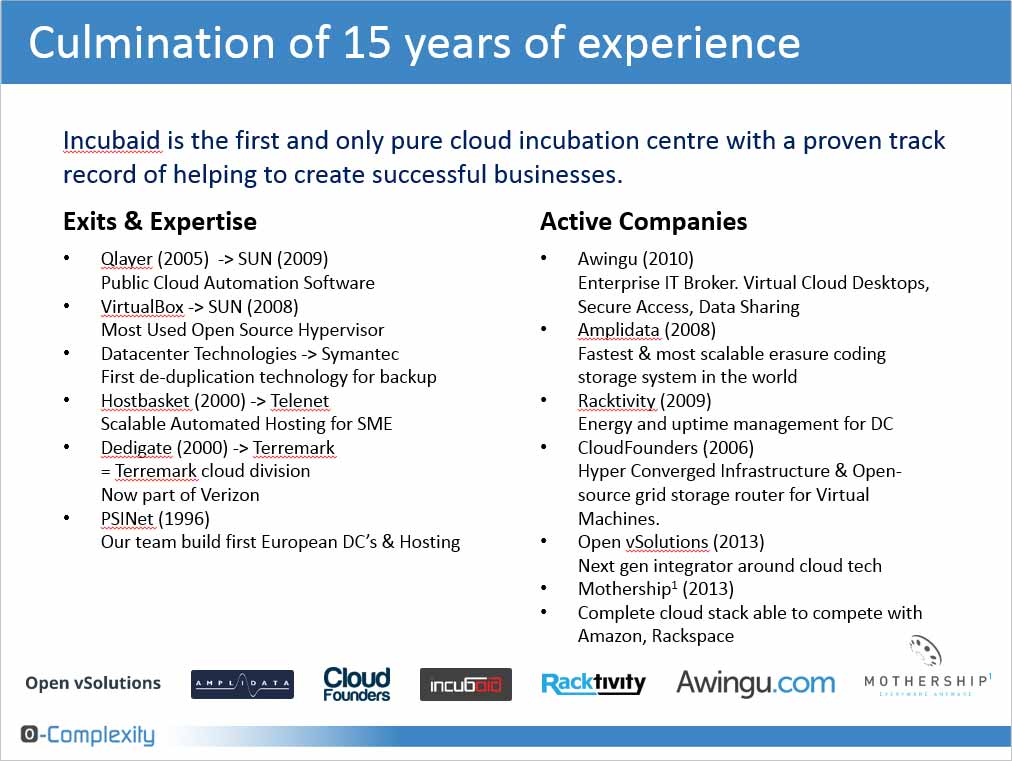 Culmination of 15 years of experience
Incubaid is the first and only pure cloud incubation centre with a proven track
record of helping to create successful businesses.
Exits & Expertise
• Qlayer (2005)  -> SUN (2009)
Public Cloud Automation Software
• VirtualBox -> SUN (2008)
Most Used Open Source Hypervisor
• Datacenter Technologies -> Symantec
First de-duplication technology for backup
• Hostbasket (2000) -> Telenet
Scalable Automated Hosting for SME
• Dedigate (2000) -> Terremark
= Terremark cloud division
Now part of Verizon
• PSINet (1996)
Our team build first European DC’s & Hosting
Active Companies
• Awingu (2010)
Enterprise IT Broker. Virtual Cloud Desktops,
Secure Access, Data Sharing
• Amplidata (2008)
Fastest & most scalable erasure coding
storage system in the world
• Racktivity (2009)
Energy and uptime management for DC
• CloudFounders (2006)
Hyper Converged Infrastructure & Open-
source grid storage router for Virtual
Machines.
• Open vSolutions (2013)
Next gen integrator around cloud tech
• Mothership¹ (2013)
• Complete cloud stack able to compete with
Amazon, Rackspace
Open vSolutions
AMPLIDATA
Cloud
Founders
incubaid
Racktivity
Awingu.com
MOTHERSHIP¹
EVERYWARE ANYWARE
0-Complexity